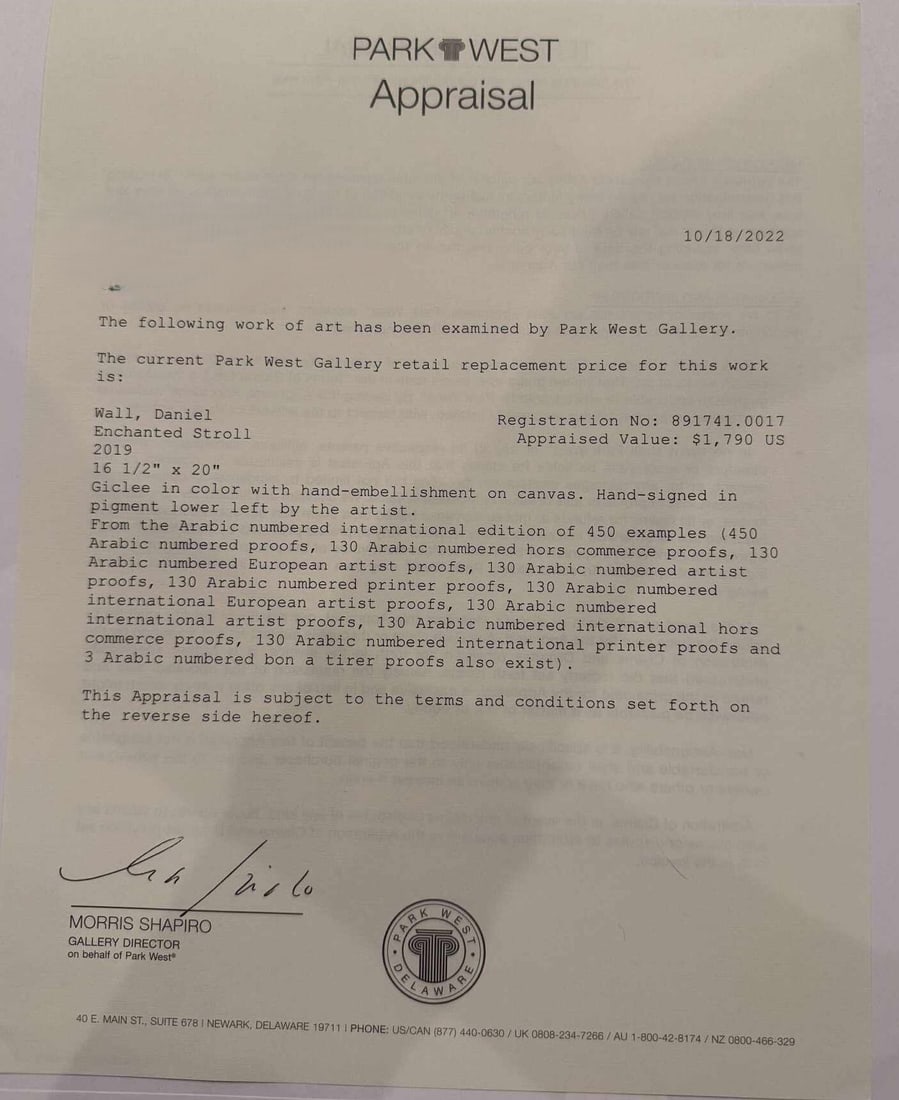 PARK WEST
Appraisal
10/18/2022
The following work of art has been examined by Park West Gallery.
The current Park West Gallery retail replacement price for this work
is:
Wall, Daniel
Registration No: 891741.0017
Enchanted Stroll
Appraised Value: $1,790 US
2019
16 1/2" x 20"
Giclee in color with hand-embellishment on canvas. Hand-signed in
pigment lower left by the artist.
From the Arabic numbered international edition of 450 examples (450
Arabic numbered proofs, 130 Arabic numbered hors commerce proofs, 130
Arabic numbered European artist proofs, 130 Arabic numbered artist
proofs, 130 Arabic numbered printer proofs, 130 Arabic numbered
international European artist proofs, 130 Arabic numbered
international artist proofs, 130 Arabic numbered international hors
commerce proofs, 130 Arabic numbered international printer proofs and
3 Arabic numbered bon a tirer proofs also exist).
This Appraisal is subject to the terms and conditions set forth on
the reverse side hereof.
MORRIS SHAPIRO
GALLERY DIRECTOR
on behalf of Park West®
PARK WEST
DELAWARE
40 E. MAIN ST., SUITE 678 | NEWARK, DELAWARE 19711 | PHONE: US/CAN (877) 440-0630 / UK 0808-234-7266 / AU 1-800-42-8174 / NZ 0800-466-329